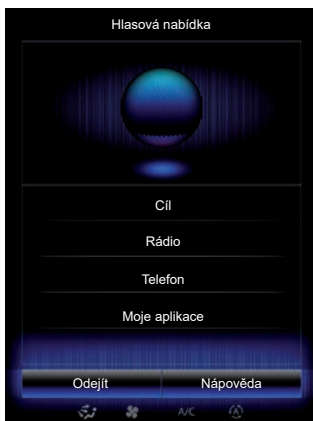 Hlasová nabídka
Cíl
Rádio
Telefon
Moje aplikace
Odejít Nápověda
A/C